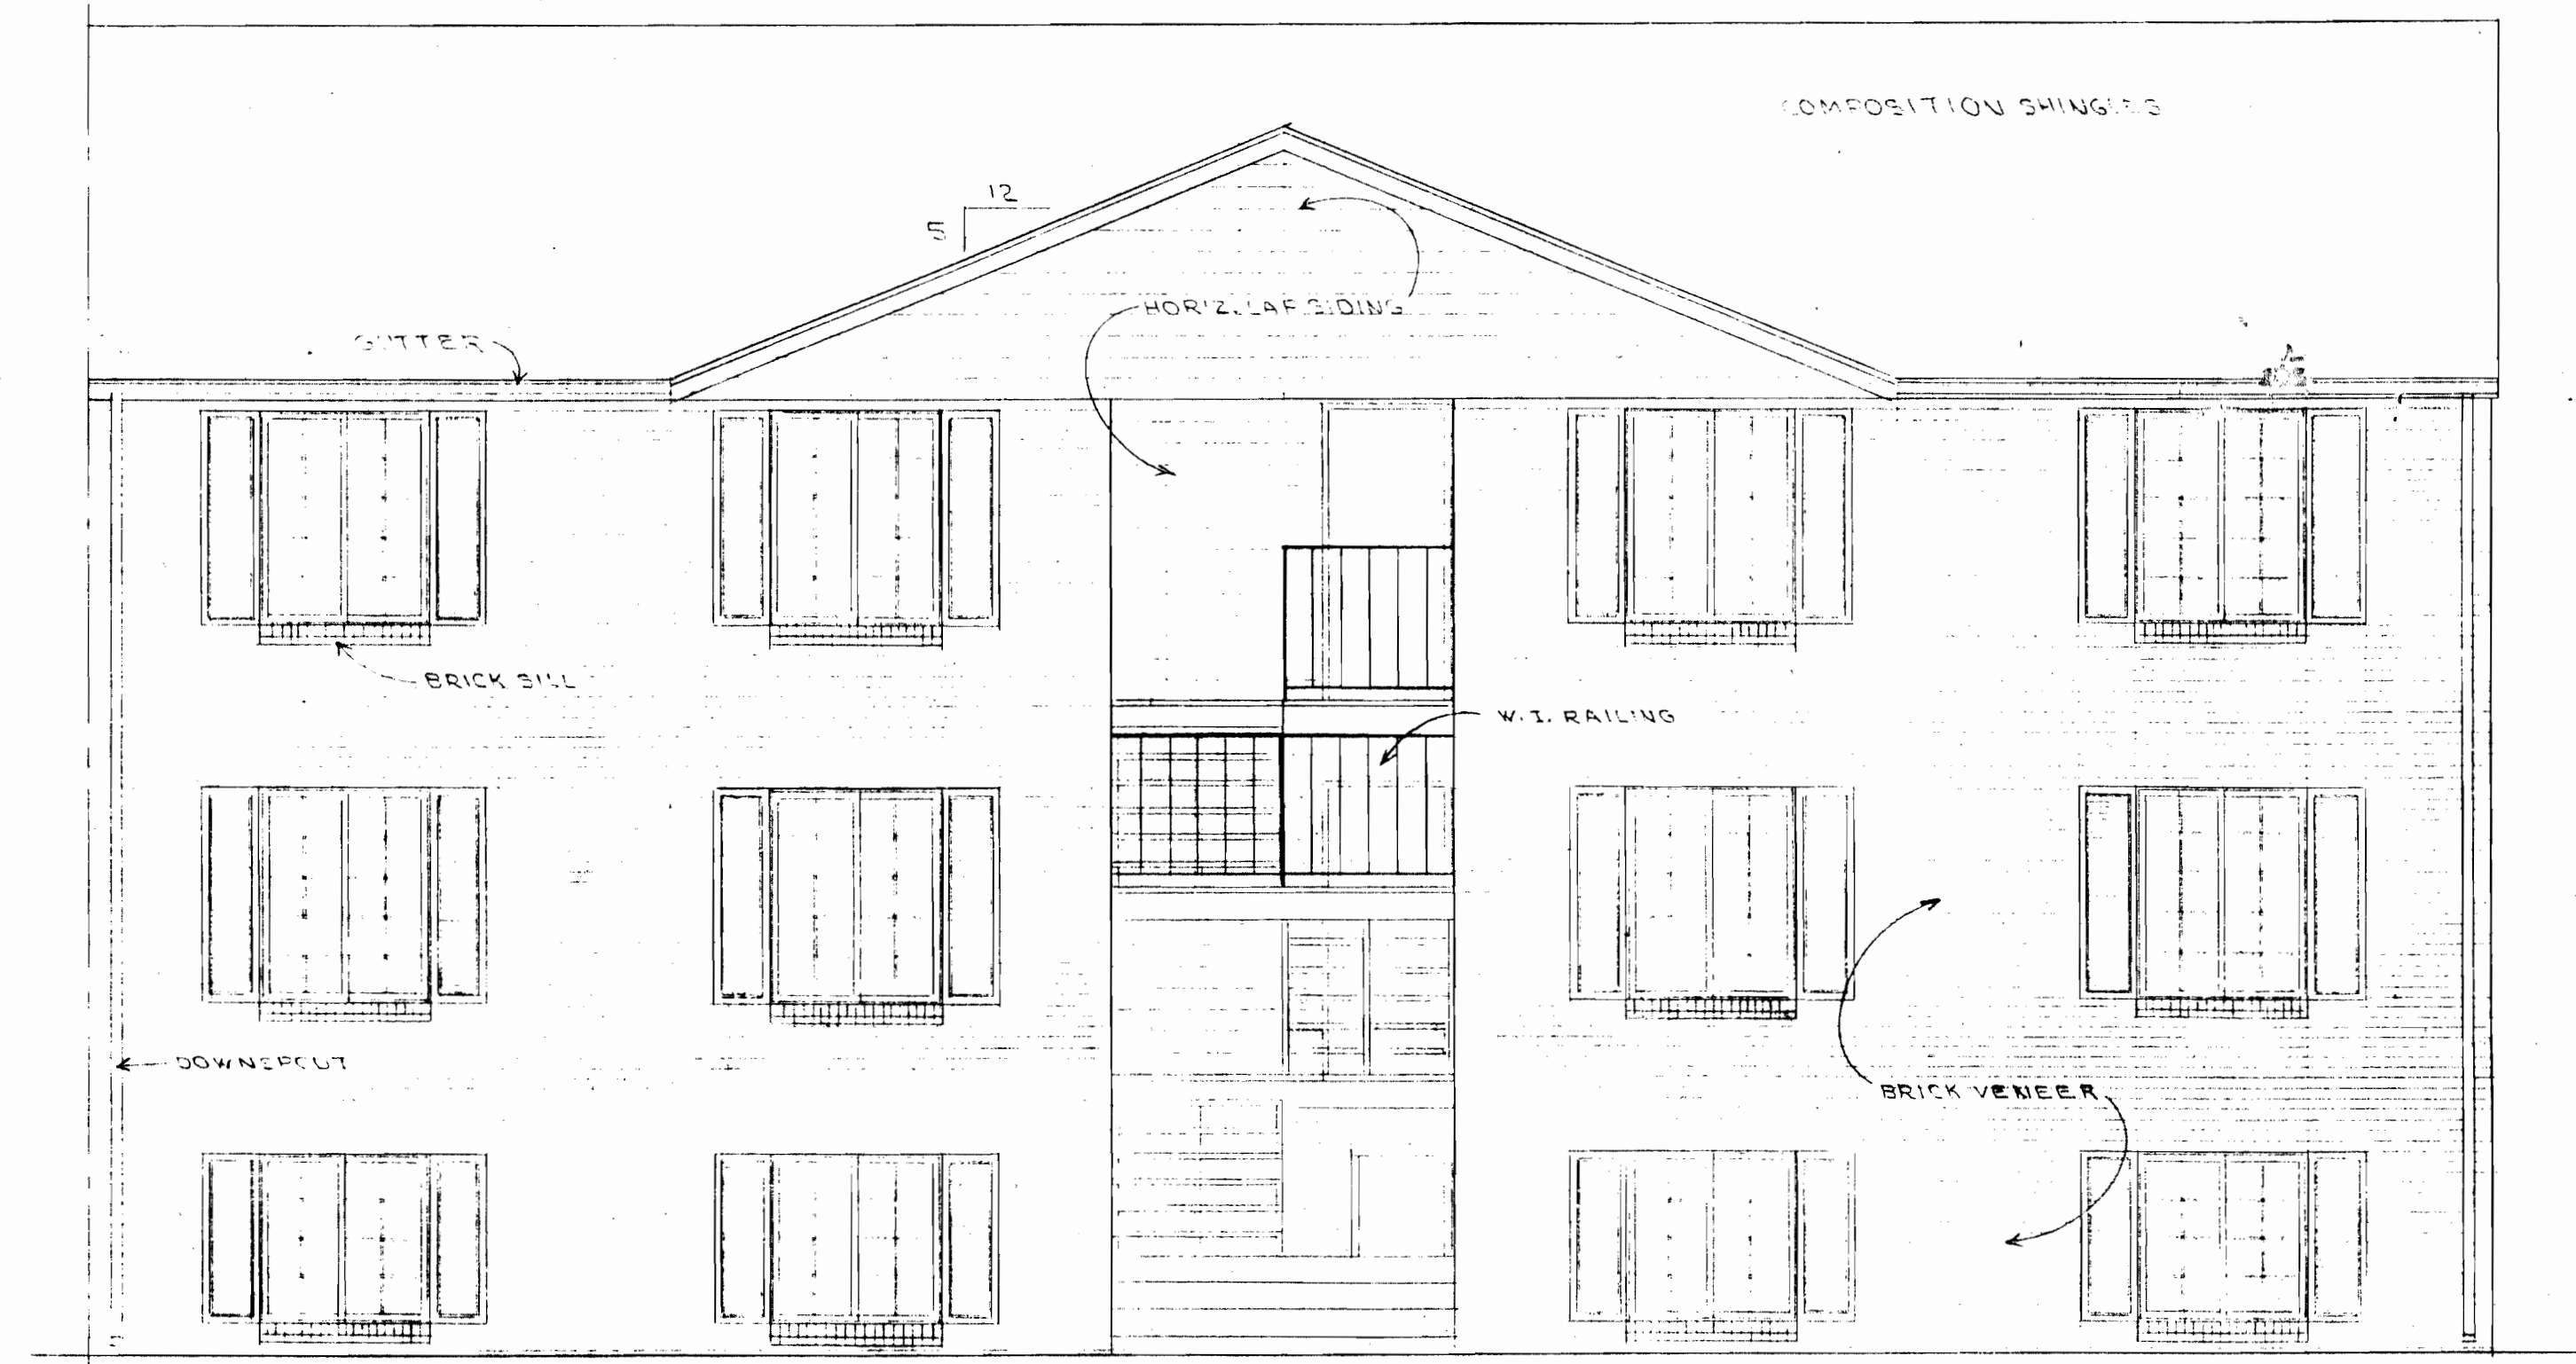 COMPOSITION SHINGLES
12
5
HORIZ. LAP SIDING
GUTTER
BRICK SILL
W.I. RAILING
DOWNSPOUT
BRICK VENEER